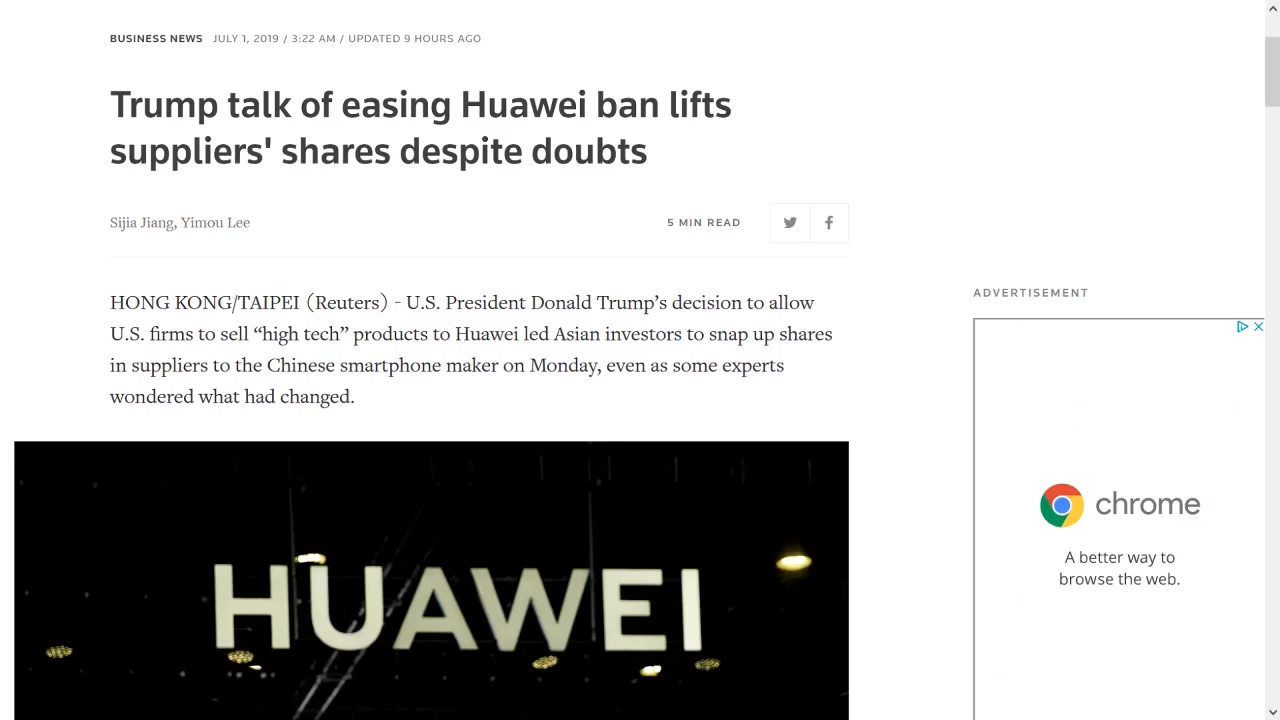 BUSINESS NEWS JULY 1, 2019 / 3:22 AM / UPDATED 9 HOURS AGO
Trump talk of easing Huawei ban lifts
suppliers' shares despite doubts
Sijia Jiang, Yimou Lee
5 MIN READ
HONG KONG/TAIPEI (Reuters) - U.S. President Donald Trump’s decision to allow
U.S. firms to sell “high tech” products to Huawei led Asian investors to snap up shares
in suppliers to the Chinese smartphone maker on Monday, even as some experts
wondered what had changed.
HUAWEI
ADVERTISEMENT
chrome
A better way to
browse the web.